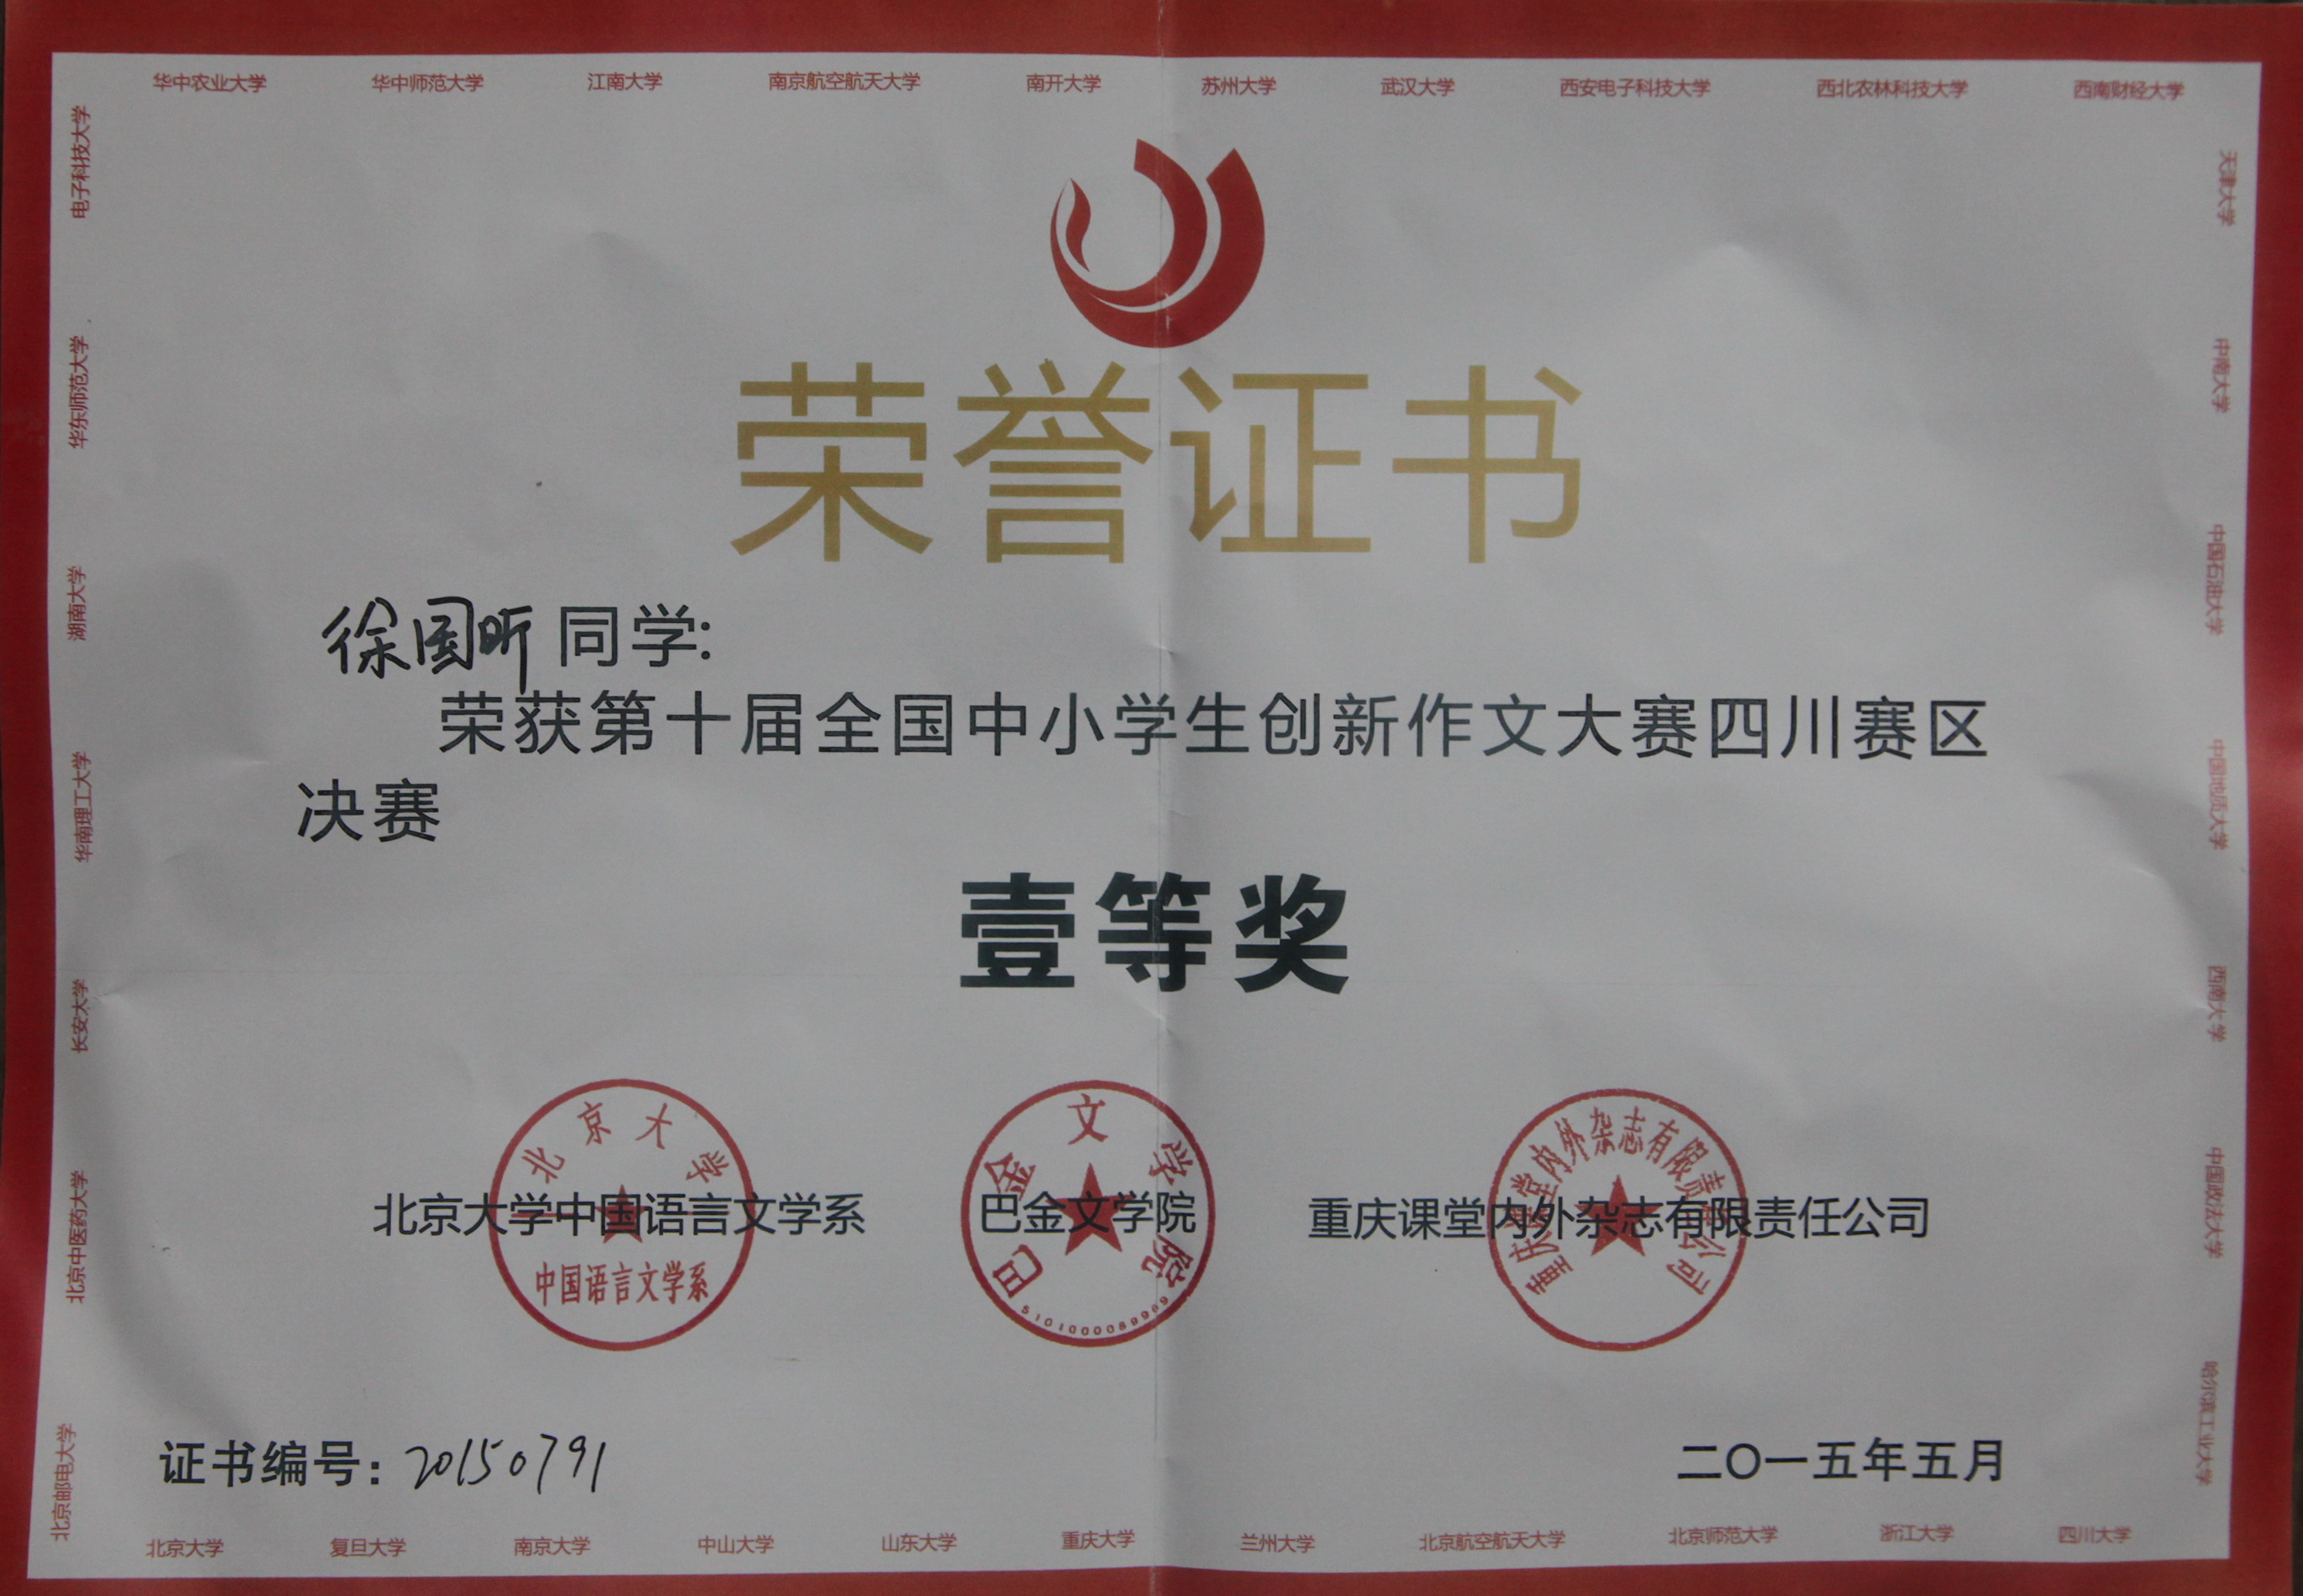 华中农业大学 华中师范大学 江南大学 南京航空航天大学 南开大学 苏州大学 武汉大学 西安电子科技大学 西北农林科技大学 西南财经大学
电子科技大学
华东师范大学
湖南大学
华南理工大学
长安大学
北京中医药大学
北京邮电大学
天津大学
中南大学
中国石油大学
中国地质大学
西南大学
中国政法大学
哈尔滨工业大学
荣誉证书
徐国昕同学:
荣获第十届全国中小学生创新作文大赛四川赛区
决赛
壹等奖
北京大学中国语言文学系 巴金文学院 重庆课堂内外杂志有限责任公司
北京大学
中国语言文学系
巴金文学院
重庆课堂内外杂志有限责任公司
证书编号: 20150791
二〇一五年五月
北京大学 复旦大学 南京大学 中山大学 山东大学 重庆大学 兰州大学 北京航空航天大学 北京师范大学 浙江大学 四川大学